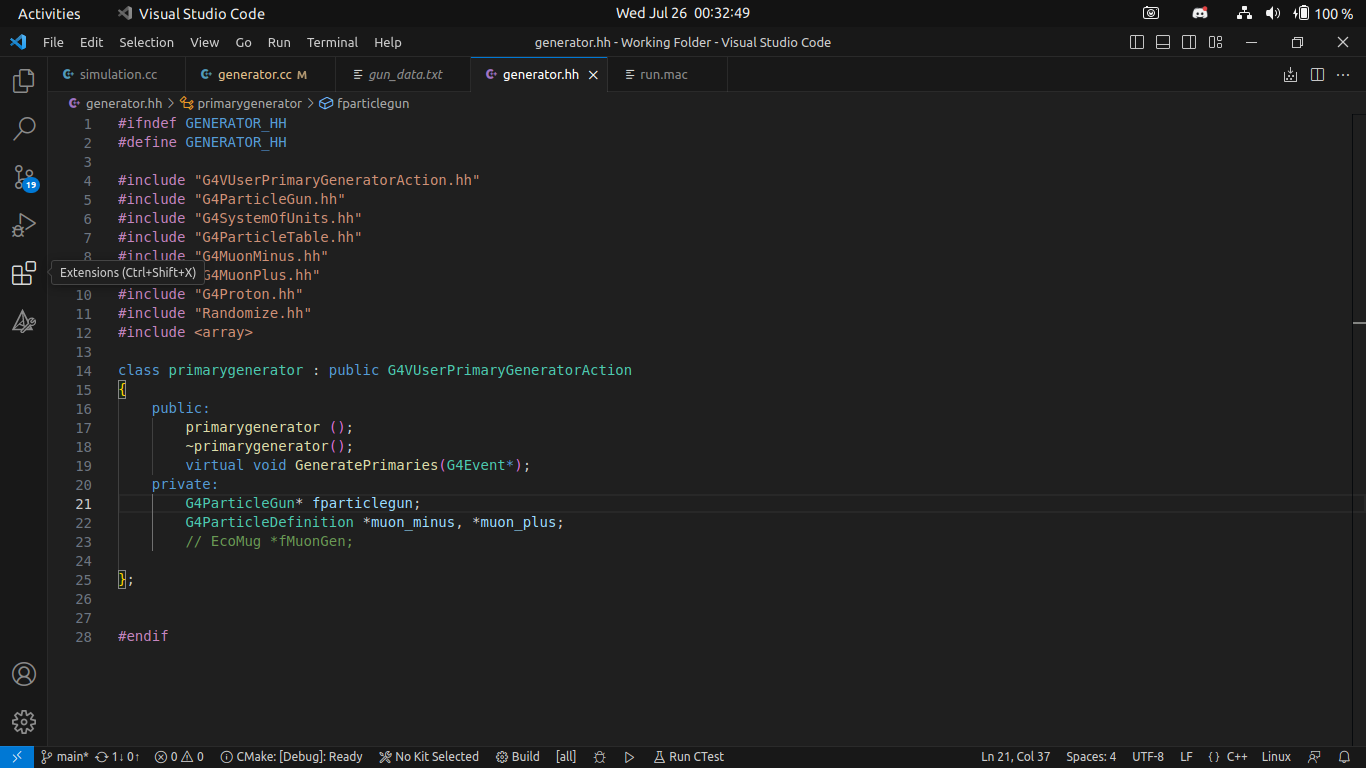 Activities Visual Studio Code Wed Jul 26 00:32:49 100 %
File Edit Selection View Go Run Terminal Help generator.hh - Working Folder - Visual Studio Code
simulation.cc generator.cc M gun_data.txt generator.hh run.mac
generator.hh > primarygenerator > fparticlegun
1 #ifndef GENERATOR_HH
2 #define GENERATOR_HH
3
4 #include "G4VUserPrimaryGeneratorAction.hh"
5 #include "G4ParticleGun.hh"
6 #include "G4SystemOfUnits.hh"
7 #include "G4ParticleTable.hh"
8 #include "G4MuonMinus.hh"
Extensions (Ctrl+Shift+X) G4MuonPlus.hh"
10 #include "G4Proton.hh"
11 #include "Randomize.hh"
12 #include <array>
13
14 class primarygenerator : public G4VUserPrimaryGeneratorAction
15 {
16 public:
17 primarygenerator ();
18 ~primarygenerator();
19 virtual void GeneratePrimaries(G4Event*);
20 private:
21 G4ParticleGun* fparticlegun;
22 G4ParticleDefinition *muon_minus, *muon_plus;
23 // EcoMug *fMuonGen;
24
25 };
26
27
28 #endif
19
main* 1↓ 0↑ 0 0 CMake: [Debug]: Ready No Kit Selected Build [all] Run CTest Ln 21, Col 37 Spaces: 4 UTF-8 LF {} C++ Linux